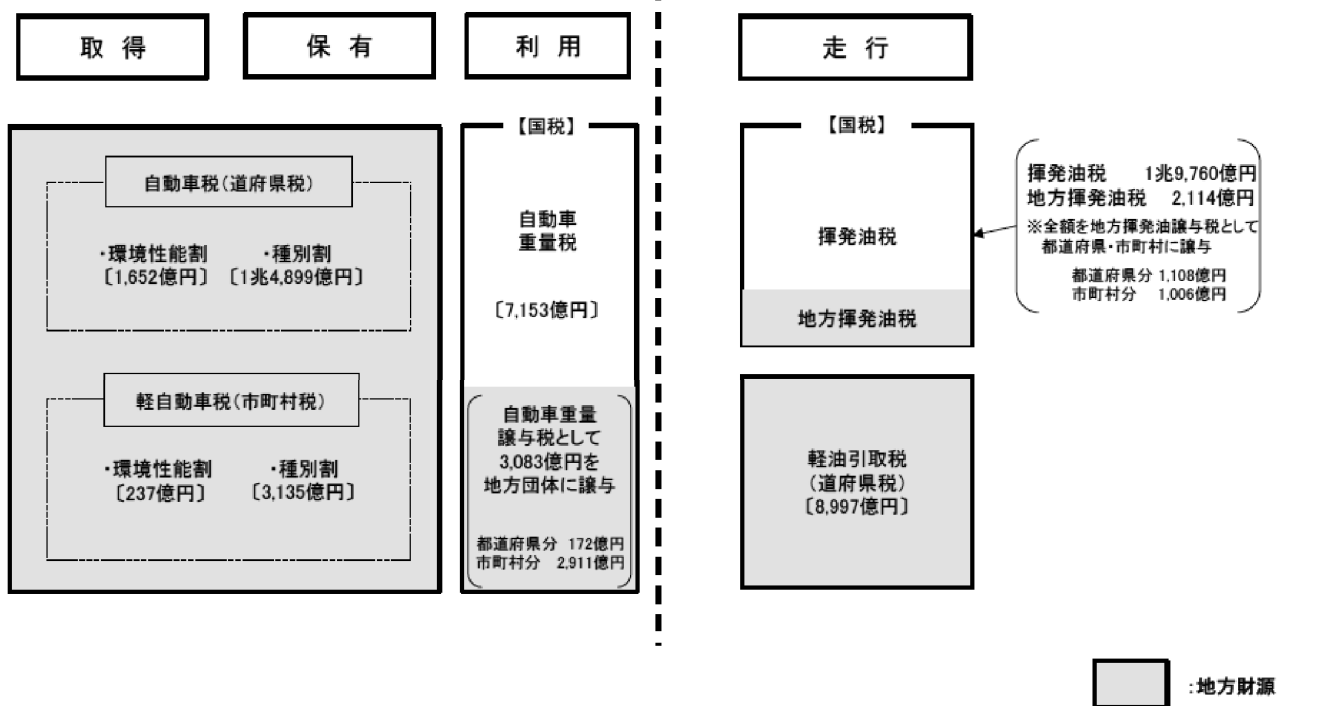 取 得
保 有
利 用
走 行
自動車税(道府県税)
・環境性能割
〔1,652億円〕
・種別割
〔1兆4,899億円〕
軽自動車税(市町村税)
・環境性能割
〔237億円〕
・種別割
〔3,135億円〕
【国税】
自動車
重量税
〔7,153億円〕
自動車重量
譲与税として
3,083億円を
地方団体に譲与
都道府県分 172億円
市町村分 2,911億円
【国税】
揮発油税
地方揮発油税
揮発油税 1兆9,760億円
地方揮発油税 2,114億円
※全額を地方揮発油譲与税として
都道府県・市町村に譲与
都道府県分 1,108億円
市町村分 1,006億円
軽油引取税
(道府県税)
〔8,997億円〕
:地方財源